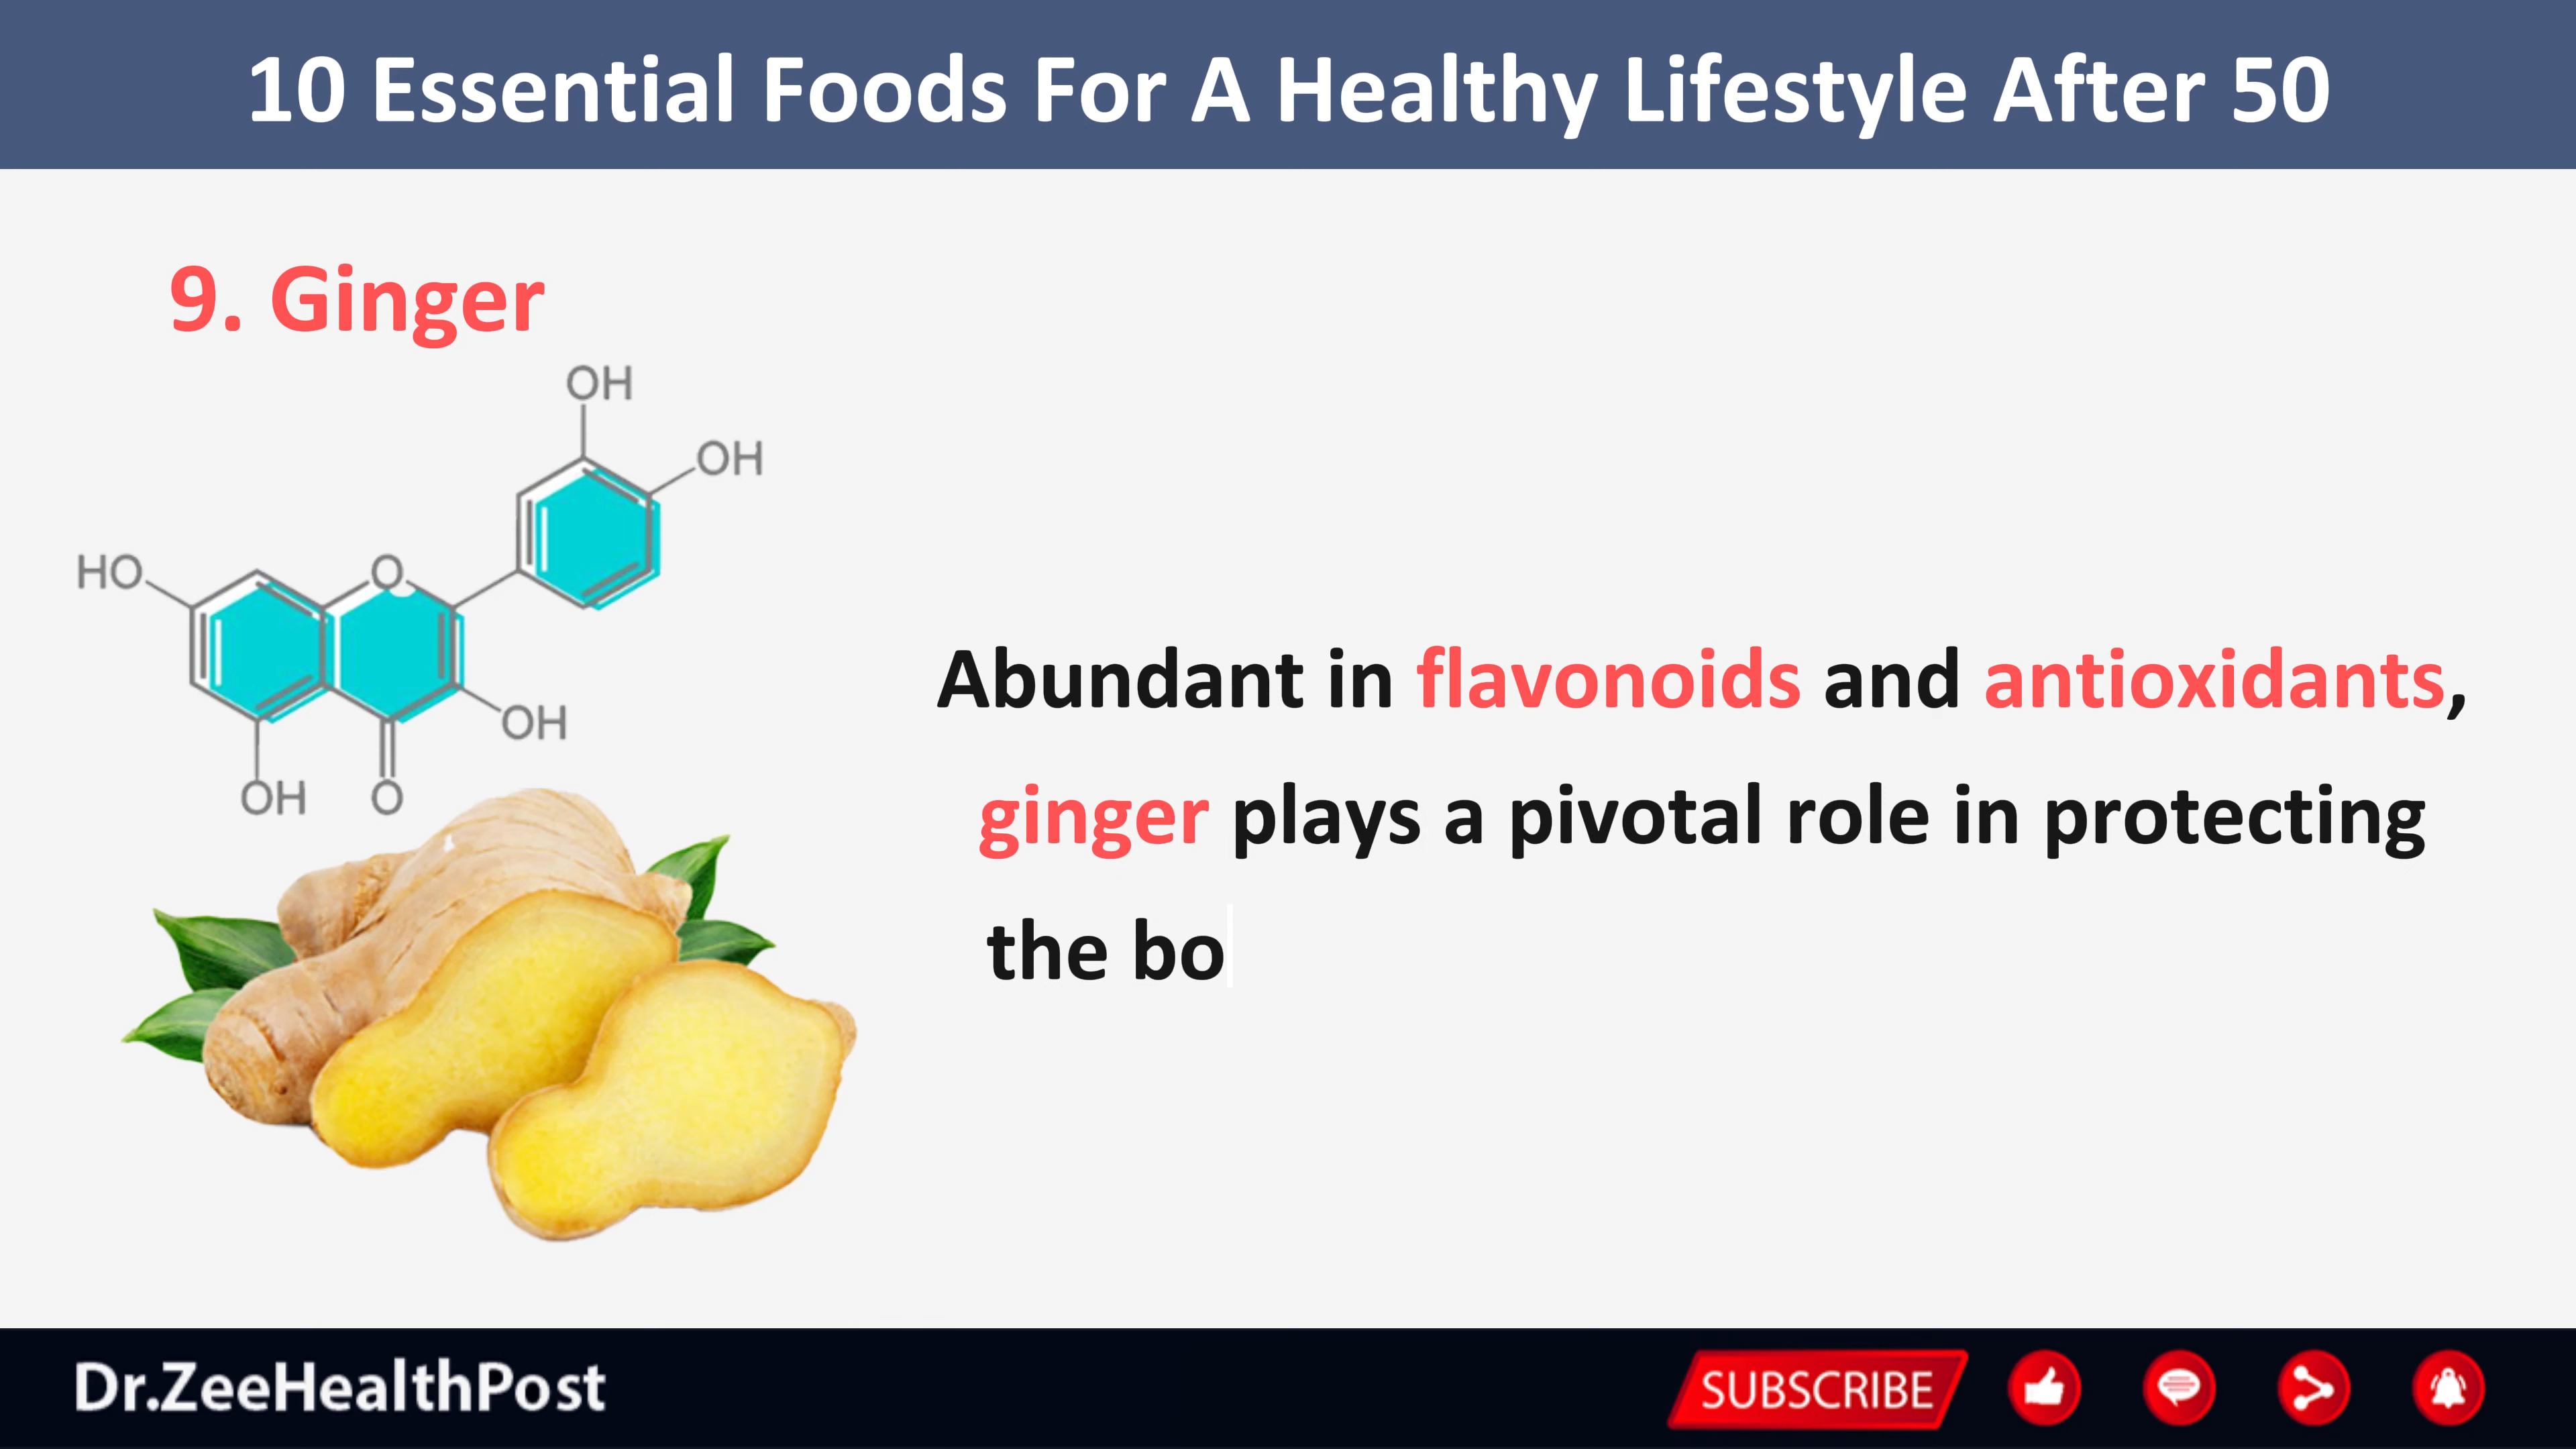 10 Essential Foods For A Healthy Lifestyle After 50
9. Ginger
OH
OH
HO
O
OH
OH
O
Abundant in flavonoids and antioxidants,
ginger plays a pivotal role in protecting
the bo
Dr.ZeeHealthPost
SUBSCRIBE